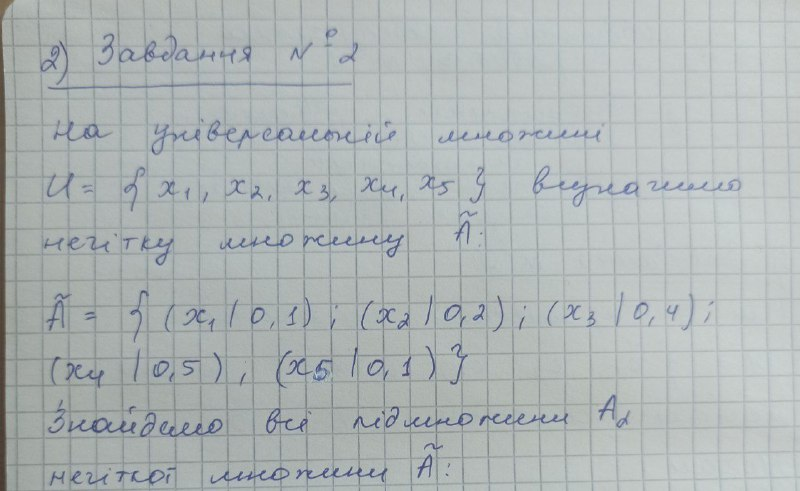 2) Завдання № 2
На універсальній множині
U = { x1, x2, x3, x4, x5 } визначимо
нечітку множину Ã:
Ã = { (x1 | 0,1) ; (x2 | 0,2) ; (x3 | 0,4) ;
(x4 | 0,5) ; (x5 | 0,1) }
Знайдемо всі підмножини Aα
нечіткої множини Ã: